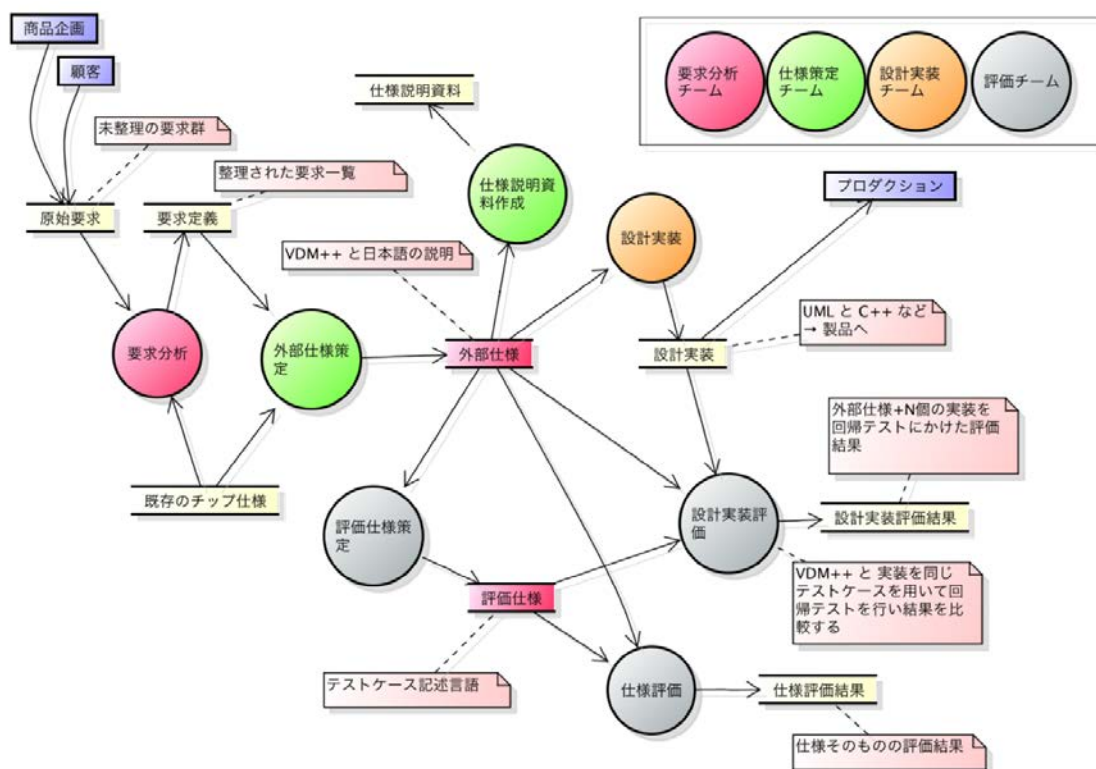 商品企画
顧客
未整理の要求群
整理された要求一覧
原始要求
要求定義
要求分析
外部仕様策
定
既存のチップ仕様
VDM++ と日本語の説明
仕様説明資料
仕様説明資
料作成
外部仕様
設計実装
設計実装
プロダクション
UML と C++ など
→ 製品へ
要求分析
チーム
仕様策定
チーム
設計実装
チーム
評価チーム
外部仕様+N個の実装を
回帰テストにかけた評価
結果
評価仕様策
定
評価仕様
テストケース記述言語
設計実装評
価
設計実装評価結果
VDM++ と 実装を同じ
テストケースを用いて回
帰テストを行い結果を比
較する
仕様評価
仕様評価結果
仕様そのものの評価結果